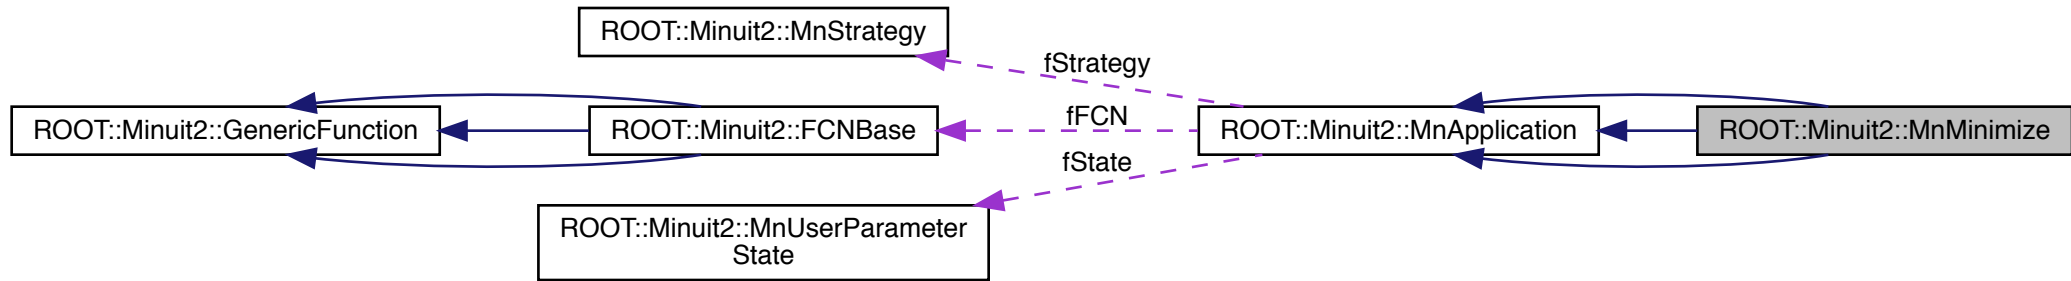 ROOT::Minuit2::MnStrategy
fStrategy
ROOT::Minuit2::GenericFunction
ROOT::Minuit2::FCNBase
fFCN
ROOT::Minuit2::MnApplication
ROOT::Minuit2::MnMinimize
fState
ROOT::Minuit2::MnUserParameter
State